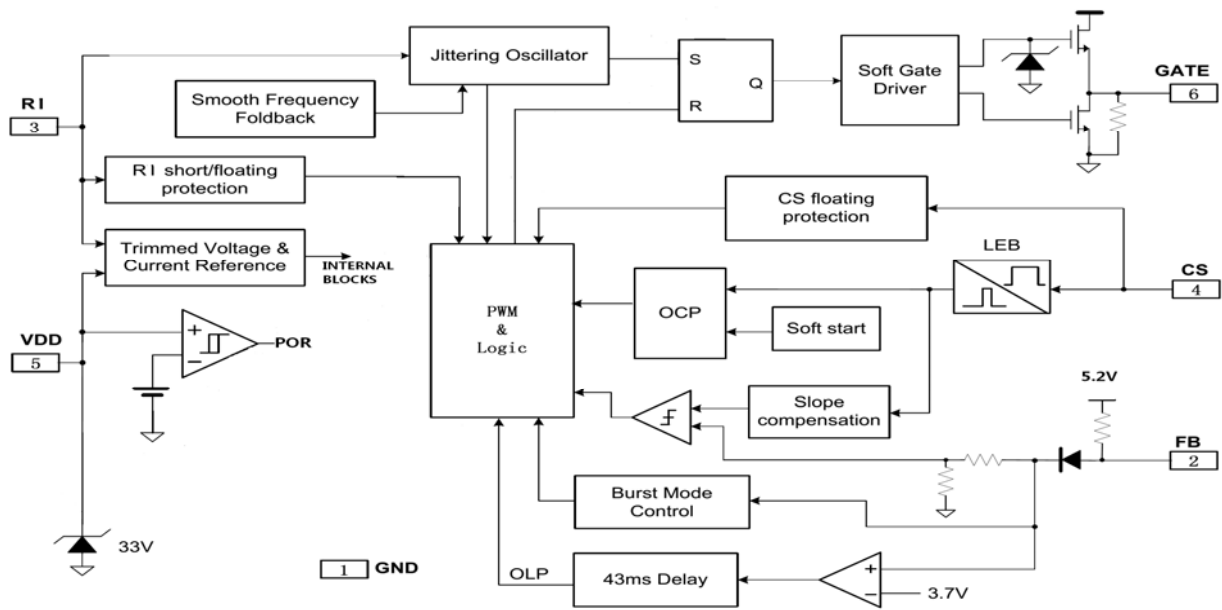 Jittering Oscillator
S
R
Q
Soft Gate
Driver
GATE
6
Smooth Frequency
Foldback
RI
3
RI short/floating
protection
CS floating
protection
Trimmed Voltage &
Current Reference
INTERNAL
BLOCKS
LEB
CS
4
PWM
&
Logic
OCP
Soft start
VDD
5
+
−
POR
Slope
compensation
5.2V
FB
2
Burst Mode
Control
33V
1
GND
OLP
43ms Delay
+
−
3.7V